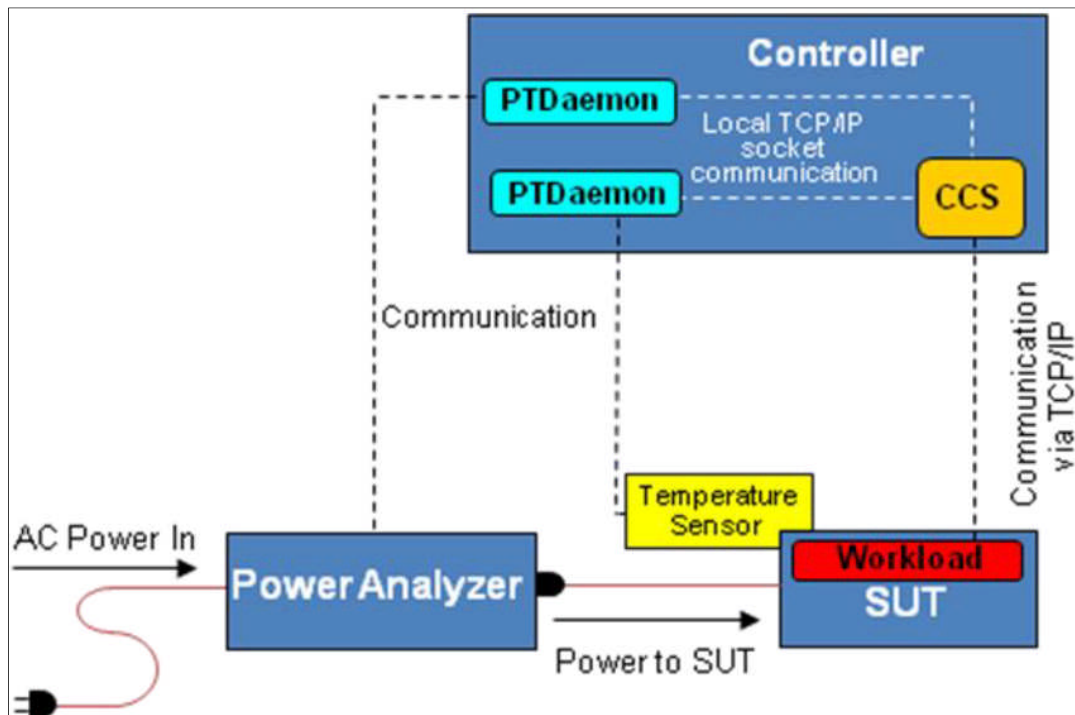 Controller
PTDaemon
Local TCP/IP
socket
communication
PTDaemon
CCS
Communication
Communication
via TCP/IP
Temperature
Sensor
AC Power In
Workload
Power Analyzer
SUT
Power to SUT